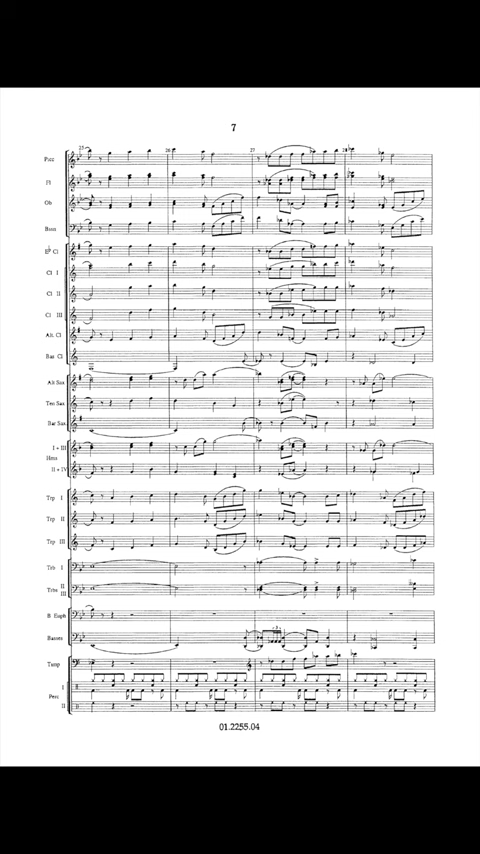 7
25 26 27 28
Picc
Fl
Ob
Bssn
E♭ Cl
Cl I
Cl II
Cl III
Alt. Cl
Bas Cl
Alt Sax
Ten Sax
Bar Sax
I + III
Hrns
II + IV
Trp I
Trp II
Trp III
Trb I
II
Trbs
III
B Euph
Basses
Timp
I
Perc
II
01.2255.04